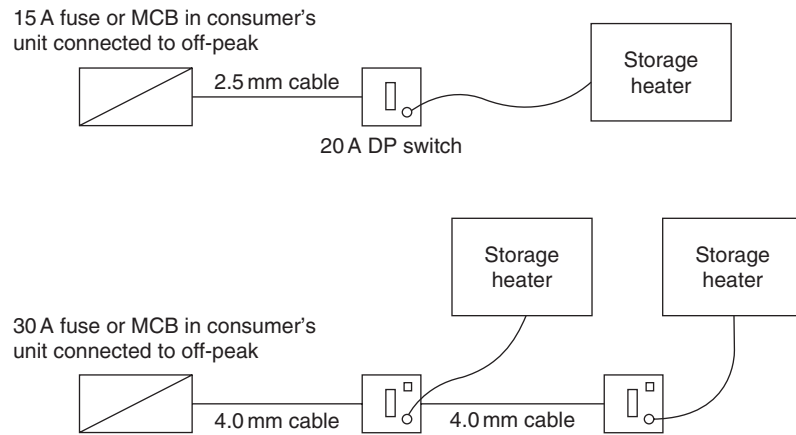 15 A fuse or MCB in consumer's
unit connected to off-peak
2.5 mm cable
20 A DP switch
Storage
heater
Storage
heater
Storage
heater
30 A fuse or MCB in consumer's
unit connected to off-peak
4.0 mm cable
4.0 mm cable